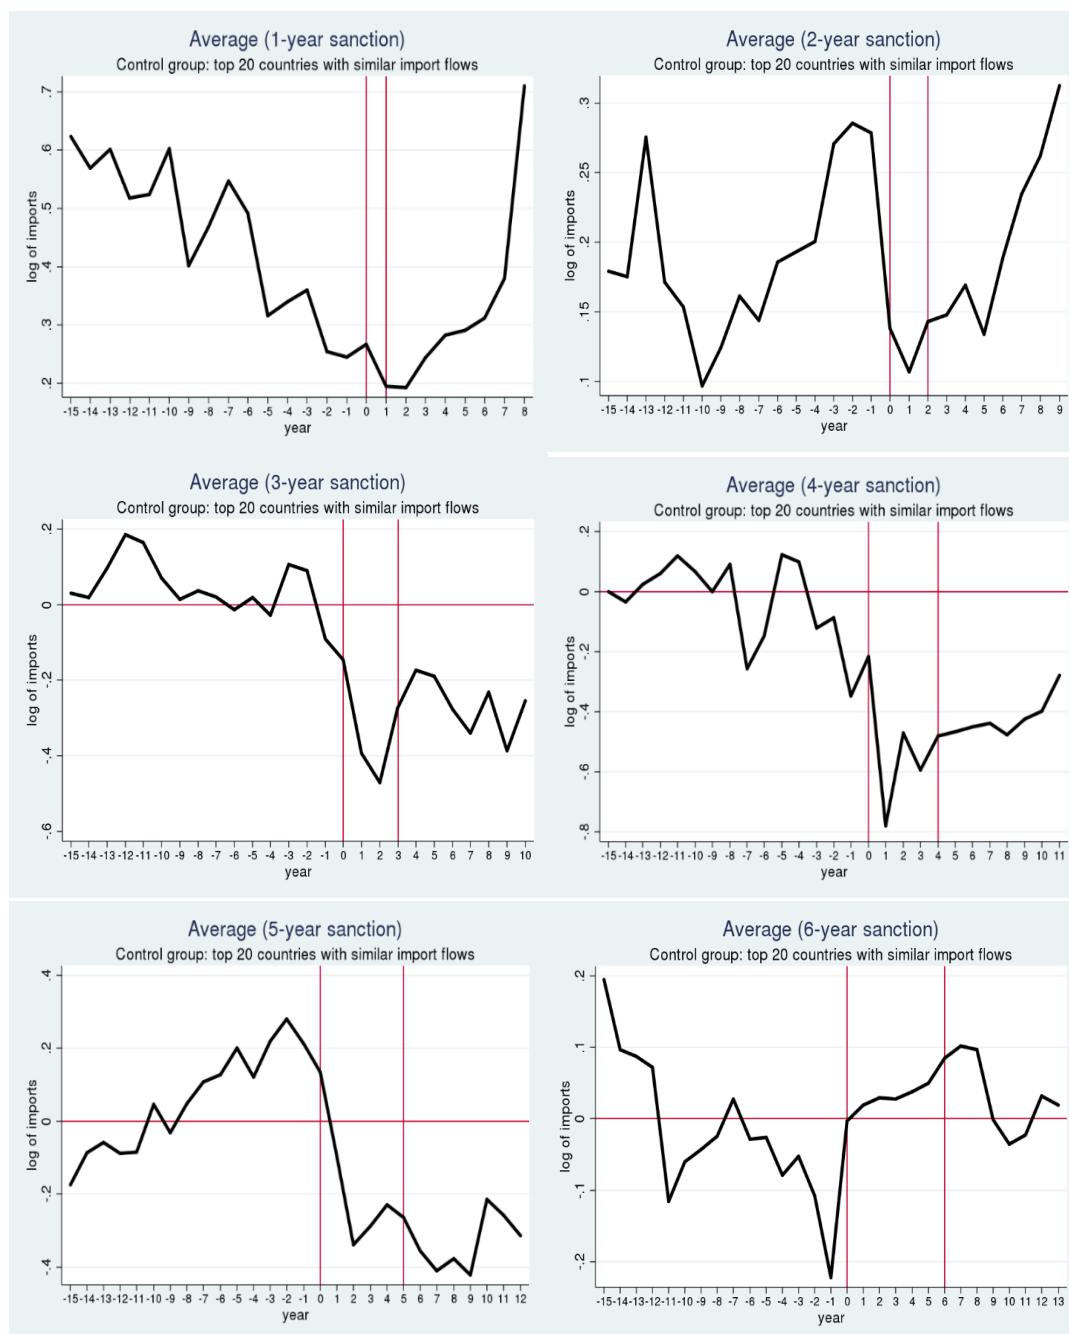 Average (1-year sanction)
Control group: top 20 countries with similar import flows
log of imports
.7
.6
.5
.4
.3
.2
-15 -14 -13 -12 -11 -10 -9 -8 -7 -6 -5 -4 -3 -2 -1 0 1 2 3 4 5 6 7 8
year
Average (2-year sanction)
Control group: top 20 countries with similar import flows
log of imports
.3
.25
.2
.15
.1
-15 -14 -13 -12 -11 -10 -9 -8 -7 -6 -5 -4 -3 -2 -1 0 1 2 3 4 5 6 7 8 9
year
Average (3-year sanction)
Control group: top 20 countries with similar import flows
log of imports
.2
0
-.2
-.4
-.6
-15 -14 -13 -12 -11 -10 -9 -8 -7 -6 -5 -4 -3 -2 -1 0 1 2 3 4 5 6 7 8 9 10
year
Average (4-year sanction)
Control group: top 20 countries with similar import flows
log of imports
.2
0
-.2
-.4
-.6
-.8
-15 -14 -13 -12 -11 -10 -9 -8 -7 -6 -5 -4 -3 -2 -1 0 1 2 3 4 5 6 7 8 9 10 11
year
Average (5-year sanction)
Control group: top 20 countries with similar import flows
log of imports
.4
.2
0
-.2
-.4
-15 -14 -13 -12 -11 -10 -9 -8 -7 -6 -5 -4 -3 -2 -1 0 1 2 3 4 5 6 7 8 9 10 11 12
year
Average (6-year sanction)
Control group: top 20 countries with similar import flows
log of imports
.2
.1
0
-.1
-.2
-15 -14 -13 -12 -11 -10 -9 -8 -7 -6 -5 -4 -3 -2 -1 0 1 2 3 4 5 6 7 8 9 10 11 12 13
year